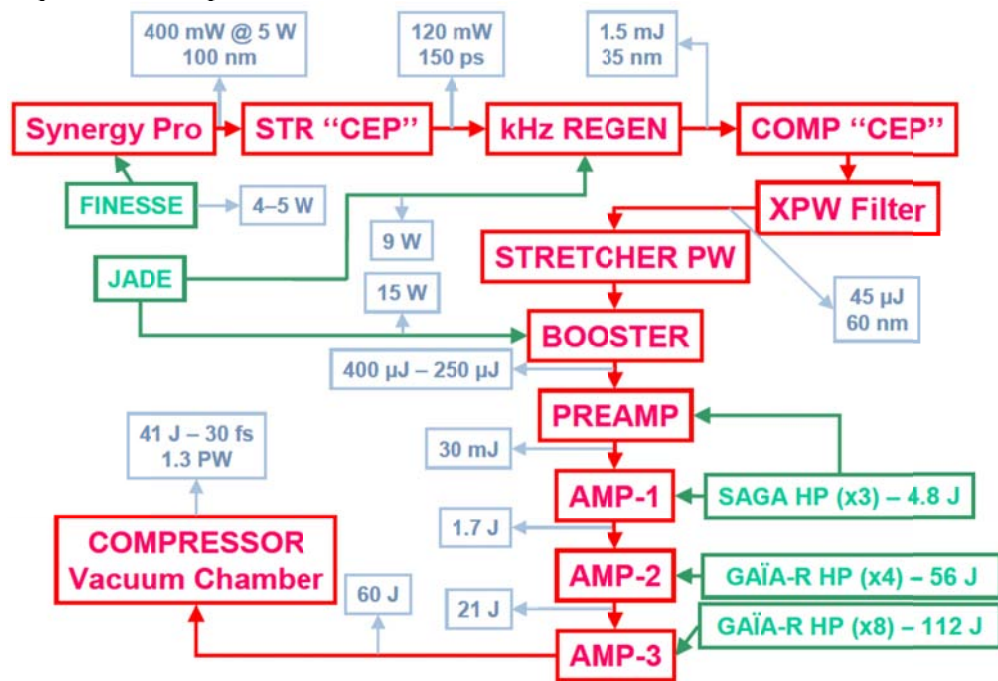 400 mW @ 5 W
100 nm
120 mW
150 ps
1.5 mJ
35 nm
Synergy Pro
STR “CEP”
kHz REGEN
COMP “CEP”
FINESSE
4–5 W
XPW Filter
9 W
STRETCHER PW
JADE
15 W
45 µJ
60 nm
BOOSTER
400 µJ – 250 µJ
PREAMP
41 J – 30 fs
1.3 PW
30 mJ
AMP-1
SAGA HP (x3) – 4.8 J
1.7 J
COMPRESSOR
Vacuum Chamber
AMP-2
GAÏA-R HP (x4) – 56 J
60 J
21 J
GAÏA-R HP (x8) – 112 J
AMP-3